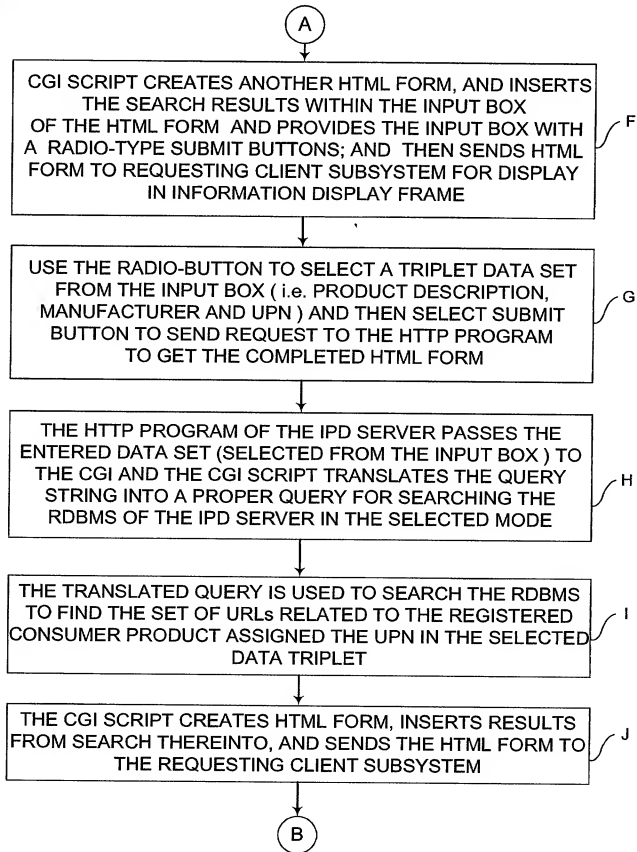 A
CGI SCRIPT CREATES ANOTHER HTML FORM, AND INSERTS
THE SEARCH RESULTS WITHIN THE INPUT BOX
OF THE HTML FORM AND PROVIDES THE INPUT BOX WITH
A RADIO-TYPE SUBMIT BUTTONS; AND THEN SENDS HTML
FORM TO REQUESTING CLIENT SUBSYSTEM FOR DISPLAY
IN INFORMATION DISPLAY FRAME
F
USE THE RADIO-BUTTON TO SELECT A TRIPLET DATA SET
FROM THE INPUT BOX ( i.e. PRODUCT DESCRIPTION,
MANUFACTURER AND UPN ) AND THEN SELECT SUBMIT
BUTTON TO SEND REQUEST TO THE HTTP PROGRAM
TO GET THE COMPLETED HTML FORM
G
THE HTTP PROGRAM OF THE IPD SERVER PASSES THE
ENTERED DATA SET (SELECTED FROM THE INPUT BOX ) TO
THE CGI AND THE CGI SCRIPT TRANSLATES THE QUERY
STRING INTO A PROPER QUERY FOR SEARCHING THE
RDBMS OF THE IPD SERVER IN THE SELECTED MODE
H
THE TRANSLATED QUERY IS USED TO SEARCH THE RDBMS
TO FIND THE SET OF URLs RELATED TO THE REGISTERED
CONSUMER PRODUCT ASSIGNED THE UPN IN THE SELECTED
DATA TRIPLET
I
THE CGI SCRIPT CREATES HTML FORM, INSERTS RESULTS
FROM SEARCH THEREINTO, AND SENDS THE HTML FORM TO
THE REQUESTING CLIENT SUBSYSTEM
J
B